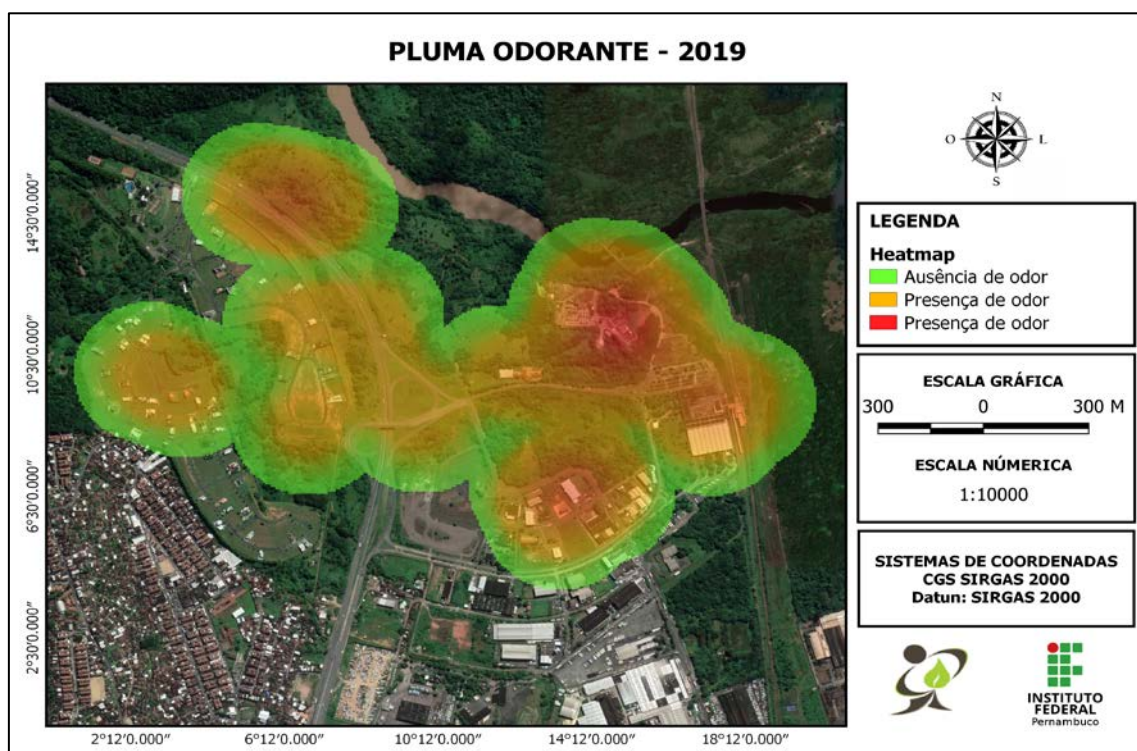 PLUMA ODORANTE - 2019
N
O
L
S
14°30'0.000"
10°30'0.000"
6°30'0.000"
2°30'0.000"
2°12'0.000"
6°12'0.000"
10°12'0.000"
14°12'0.000"
18°12'0.000"
LEGENDA
Heatmap
Ausência de odor
Presença de odor
Presença de odor
ESCALA GRÁFICA
300 0 300 M
ESCALA NÚMERICA
1:10000
SISTEMAS DE COORDENADAS
CGS SIRGAS 2000
Datun: SIRGAS 2000
INSTITUTO
FEDERAL
Pernambuco